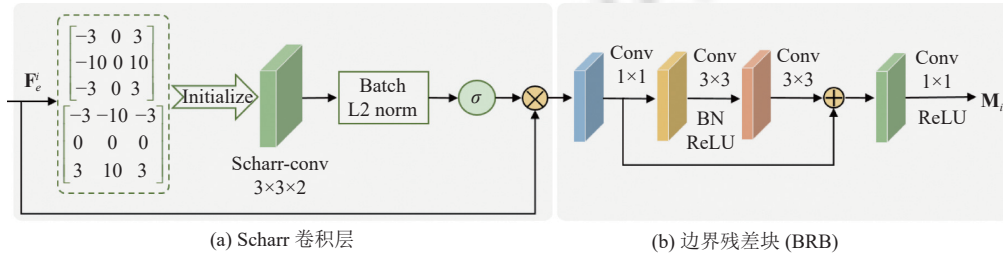 F_e^i
−3 0 3
−10 0 10
−3 0 3
−3 −10 −3
0 0 0
3 10 3
Initialize
Scharr-conv
3×3×2
Batch
L2 norm
σ
Conv
1×1
Conv
3×3
BN
ReLU
Conv
3×3
Conv
1×1
ReLU
(a) Scharr 卷积层
(b) 边界残差块 (BRB)